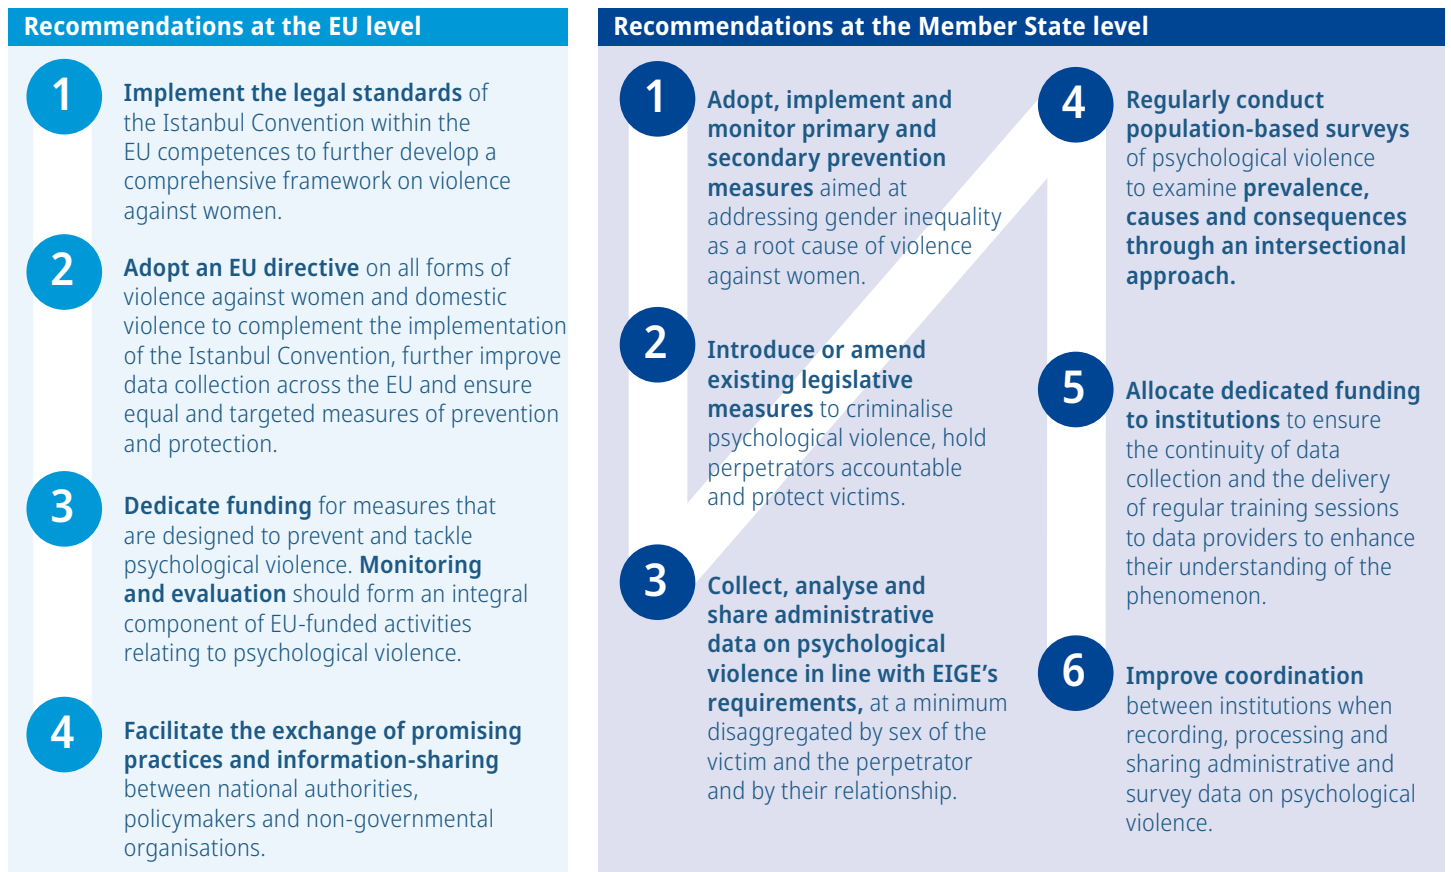 Recommendations at the EU level
1
Implement the legal standards of
the Istanbul Convention within the
EU competences to further develop a
comprehensive framework on violence
against women.
2
Adopt an EU directive on all forms of
violence against women and domestic
violence to complement the implementation
of the Istanbul Convention, further improve
data collection across the EU and ensure
equal and targeted measures of prevention
and protection.
3
Dedicate funding for measures that
are designed to prevent and tackle
psychological violence. Monitoring
and evaluation should form an integral
component of EU-funded activities
relating to psychological violence.
4
Facilitate the exchange of promising
practices and information-sharing
between national authorities,
policymakers and non-governmental
organisations.
Recommendations at the Member State level
1
Adopt, implement and
monitor primary and
secondary prevention
measures aimed at
addressing gender inequality
as a root cause of violence
against women.
2
Introduce or amend
existing legislative
measures to criminalise
psychological violence, hold
perpetrators accountable
and protect victims.
3
Collect, analyse and
share administrative
data on psychological
violence in line with EIGE’s
requirements, at a minimum
disaggregated by sex of the
victim and the perpetrator
and by their relationship.
4
Regularly conduct
population-based surveys
of psychological violence
to examine prevalence,
causes and consequences
through an intersectional
approach.
5
Allocate dedicated funding
to institutions to ensure
the continuity of data
collection and the delivery
of regular training sessions
to data providers to enhance
their understanding of the
phenomenon.
6
Improve coordination
between institutions when
recording, processing and
sharing administrative and
survey data on psychological
violence.